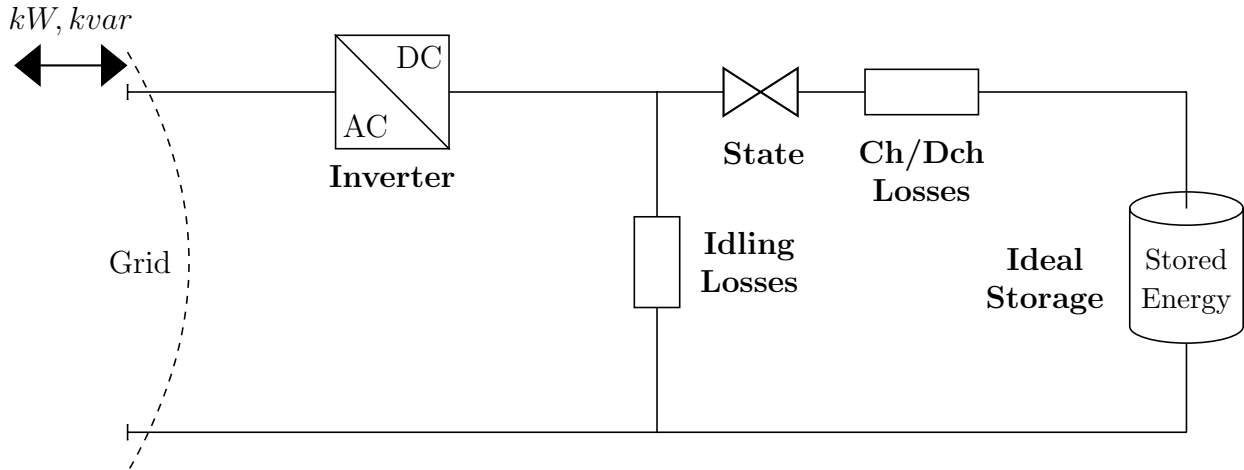 kW, kvar
DC
AC
Inverter
State
Ch/Dch
Losses
Grid
Idling
Losses
Ideal
Storage
Stored
Energy